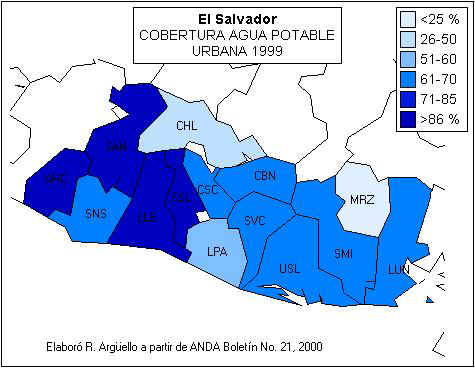 El Salvador
COBERTURA AGUA POTABLE
URBANA 1999
<25 %
26-50
51-60
61-70
71-85
>86 %
CHL
SAN
AHC
SNS
LLB
SSL
CSC
CBN
MRZ
SVC
LPA
USL
SMI
LUN
Elaboró R. Argüello a partir de ANDA Boletín No. 21, 2000